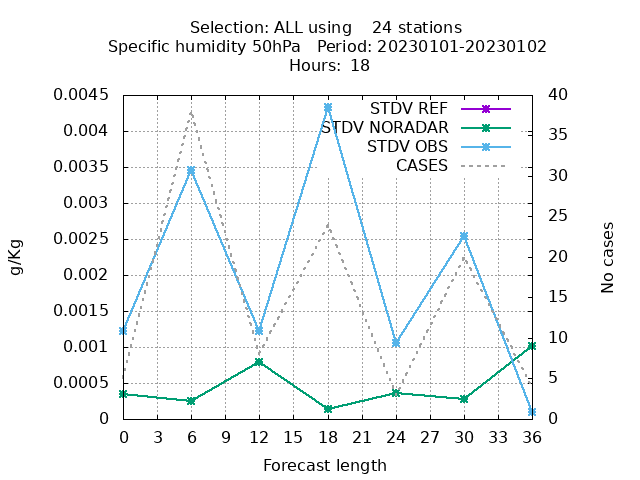 Selection: ALL using    24 stations
Specific humidity 50hPa   Period: 20230101-20230102
Hours: 18
STDV REF
STDV NORADAR
STDV OBS
CASES
g/Kg
0.0045
0.004
0.0035
0.003
0.0025
0.002
0.0015
0.001
0.0005
0
No cases
40
35
30
25
20
15
10
5
0
0 3 6 9 12 15 18 21 24 27 30 33 36
Forecast length